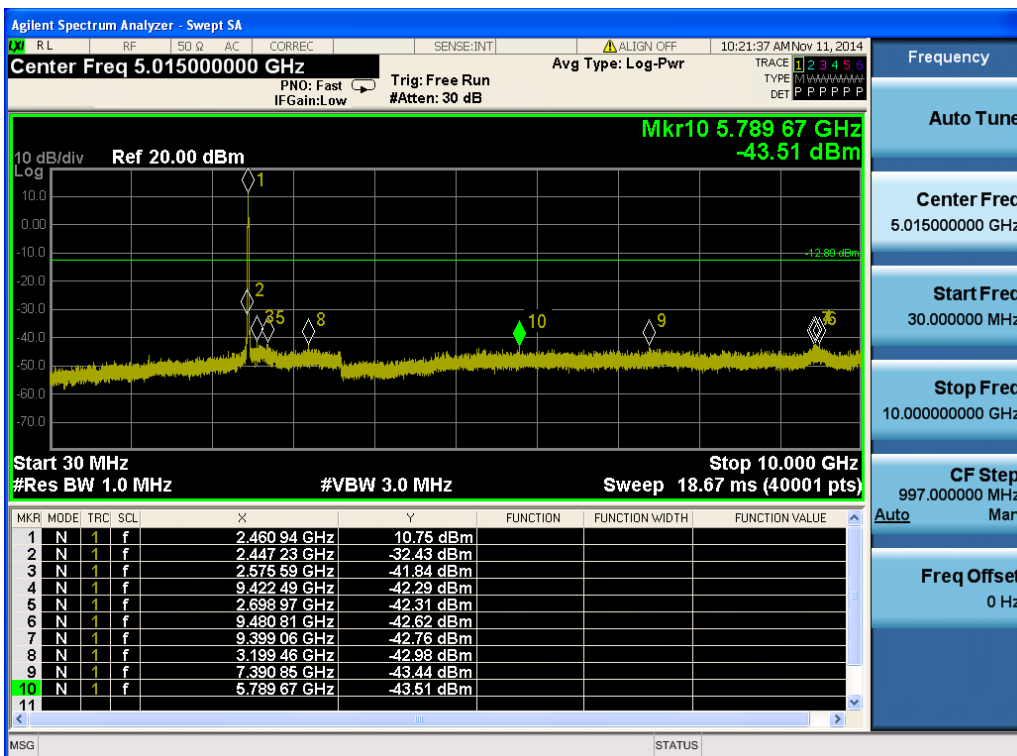 Agilent Spectrum Analyzer - Swept SA
LXI RL RF 50 Ω AC CORREC SENSE:INT ALIGN OFF 10:21:37 AM Nov 11, 2014
Center Freq 5.015000000 GHz
PNO: Fast
IFGain:Low
Trig: Free Run
#Atten: 30 dB
Avg Type: Log-Pwr
TRACE 1 2 3 4 5 6
TYPE M
DET P P P P P P
Mkr10 5.789 67 GHz
-43.51 dBm
10 dB/div Ref 20.00 dBm
Log
10.0
0.00
-10.0
-20.0
-30.0
-40.0
-50.0
-60.0
-70.0
-12.89 dBm
1
2
5
8
10
9
6
Start 30 MHz Stop 10.000 GHz
#Res BW 1.0 MHz #VBW 3.0 MHz Sweep 18.67 ms (40001 pts)
MKR MODE TRC SCL X Y FUNCTION FUNCTION WIDTH FUNCTION VALUE
1 N 1 f 2.460 94 GHz 10.75 dBm
2 N 1 f 2.447 23 GHz -32.43 dBm
3 N 1 f 2.575 59 GHz -41.84 dBm
4 N 1 f 9.422 49 GHz -42.29 dBm
5 N 1 f 2.698 97 GHz -42.31 dBm
6 N 1 f 9.480 81 GHz -42.62 dBm
7 N 1 f 9.399 06 GHz -42.76 dBm
8 N 1 f 3.199 46 GHz -42.98 dBm
9 N 1 f 7.390 85 GHz -43.44 dBm
10 N 1 f 5.789 67 GHz -43.51 dBm
11
MSG STATUS
Frequency
Auto Tune
Center Freq
5.015000000 GHz
Start Freq
30.000000 MHz
Stop Freq
10.000000000 GHz
CF Step
997.000000 MHz
Auto Man
Freq Offset
0 Hz